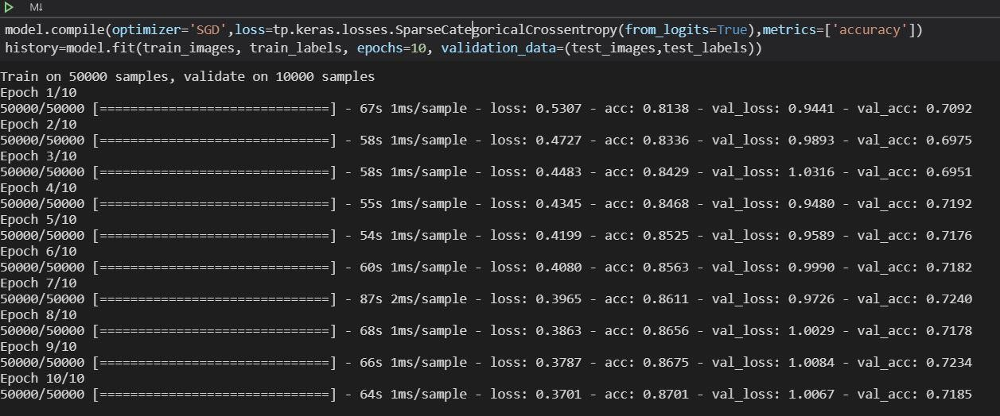 M↓
model.compile(optimizer='SGD',loss=tp.keras.losses.SparseCategoricalCrossentropy(from_logits=True),metrics=['accuracy'])
history=model.fit(train_images, train_labels, epochs=10, validation_data=(test_images,test_labels))
Train on 50000 samples, validate on 10000 samples
Epoch 1/10
50000/50000 [==============================] - 67s 1ms/sample - loss: 0.5307 - acc: 0.8138 - val_loss: 0.9441 - val_acc: 0.7092
Epoch 2/10
50000/50000 [==============================] - 58s 1ms/sample - loss: 0.4727 - acc: 0.8336 - val_loss: 0.9893 - val_acc: 0.6975
Epoch 3/10
50000/50000 [==============================] - 58s 1ms/sample - loss: 0.4483 - acc: 0.8429 - val_loss: 1.0316 - val_acc: 0.6951
Epoch 4/10
50000/50000 [==============================] - 55s 1ms/sample - loss: 0.4345 - acc: 0.8468 - val_loss: 0.9480 - val_acc: 0.7192
Epoch 5/10
50000/50000 [==============================] - 54s 1ms/sample - loss: 0.4199 - acc: 0.8525 - val_loss: 0.9589 - val_acc: 0.7176
Epoch 6/10
50000/50000 [==============================] - 60s 1ms/sample - loss: 0.4080 - acc: 0.8563 - val_loss: 0.9990 - val_acc: 0.7182
Epoch 7/10
50000/50000 [==============================] - 87s 2ms/sample - loss: 0.3965 - acc: 0.8611 - val_loss: 0.9726 - val_acc: 0.7240
Epoch 8/10
50000/50000 [==============================] - 68s 1ms/sample - loss: 0.3863 - acc: 0.8656 - val_loss: 1.0029 - val_acc: 0.7178
Epoch 9/10
50000/50000 [==============================] - 66s 1ms/sample - loss: 0.3787 - acc: 0.8675 - val_loss: 1.0084 - val_acc: 0.7234
Epoch 10/10
50000/50000 [==============================] - 64s 1ms/sample - loss: 0.3701 - acc: 0.8701 - val_loss: 1.0067 - val_acc: 0.7185